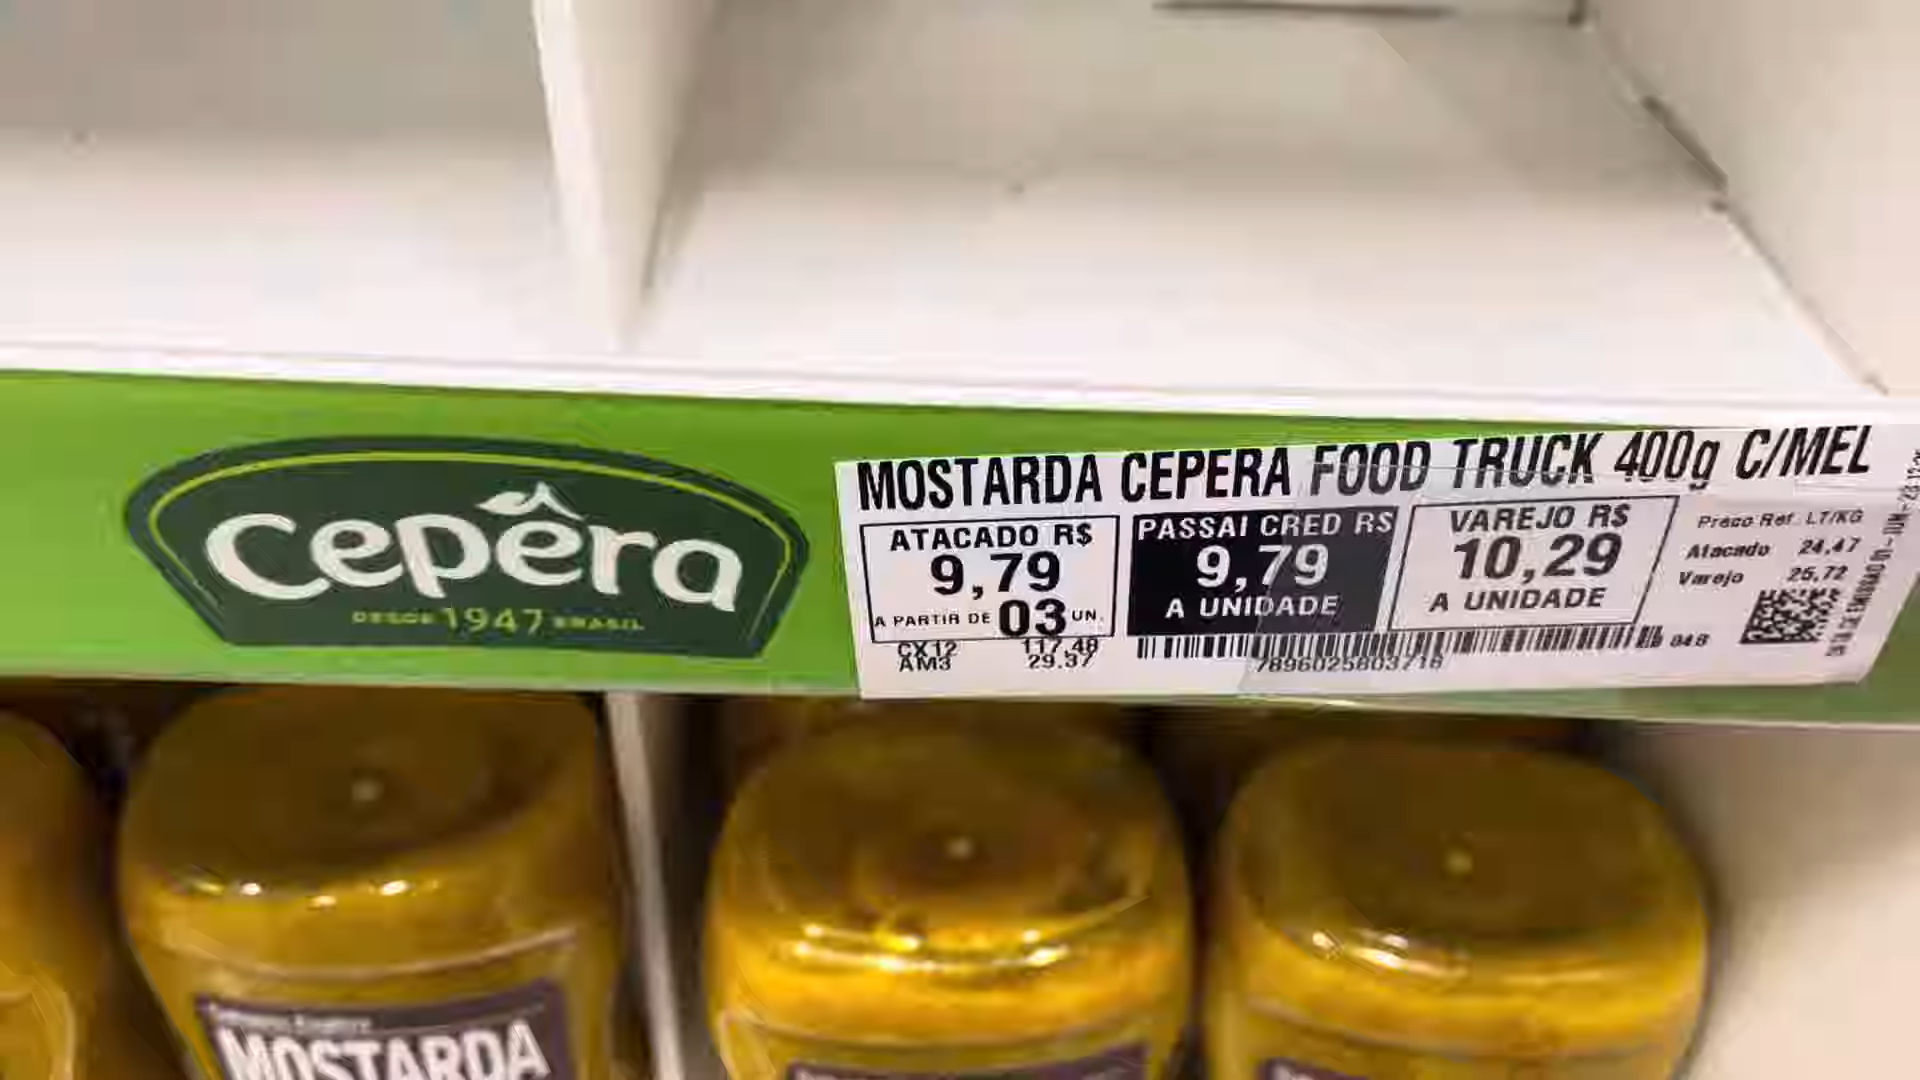 Cepêra
DESDE 1947 BRASIL
MOSTARDA CEPERA FOOD TRUCK 400g C/MEL
ATACADO R$
9,79
A PARTIR DE 03 UN.
CX12 117,48
AM3 29.37
PASSAI CRED R$
9,79
A UNIDADE
VAREJO R$
10,29
A UNIDADE
Preco Ref. LT/KG
Atacado 24,47
Varejo 25,72
7896025803718
048
MOSTARDA